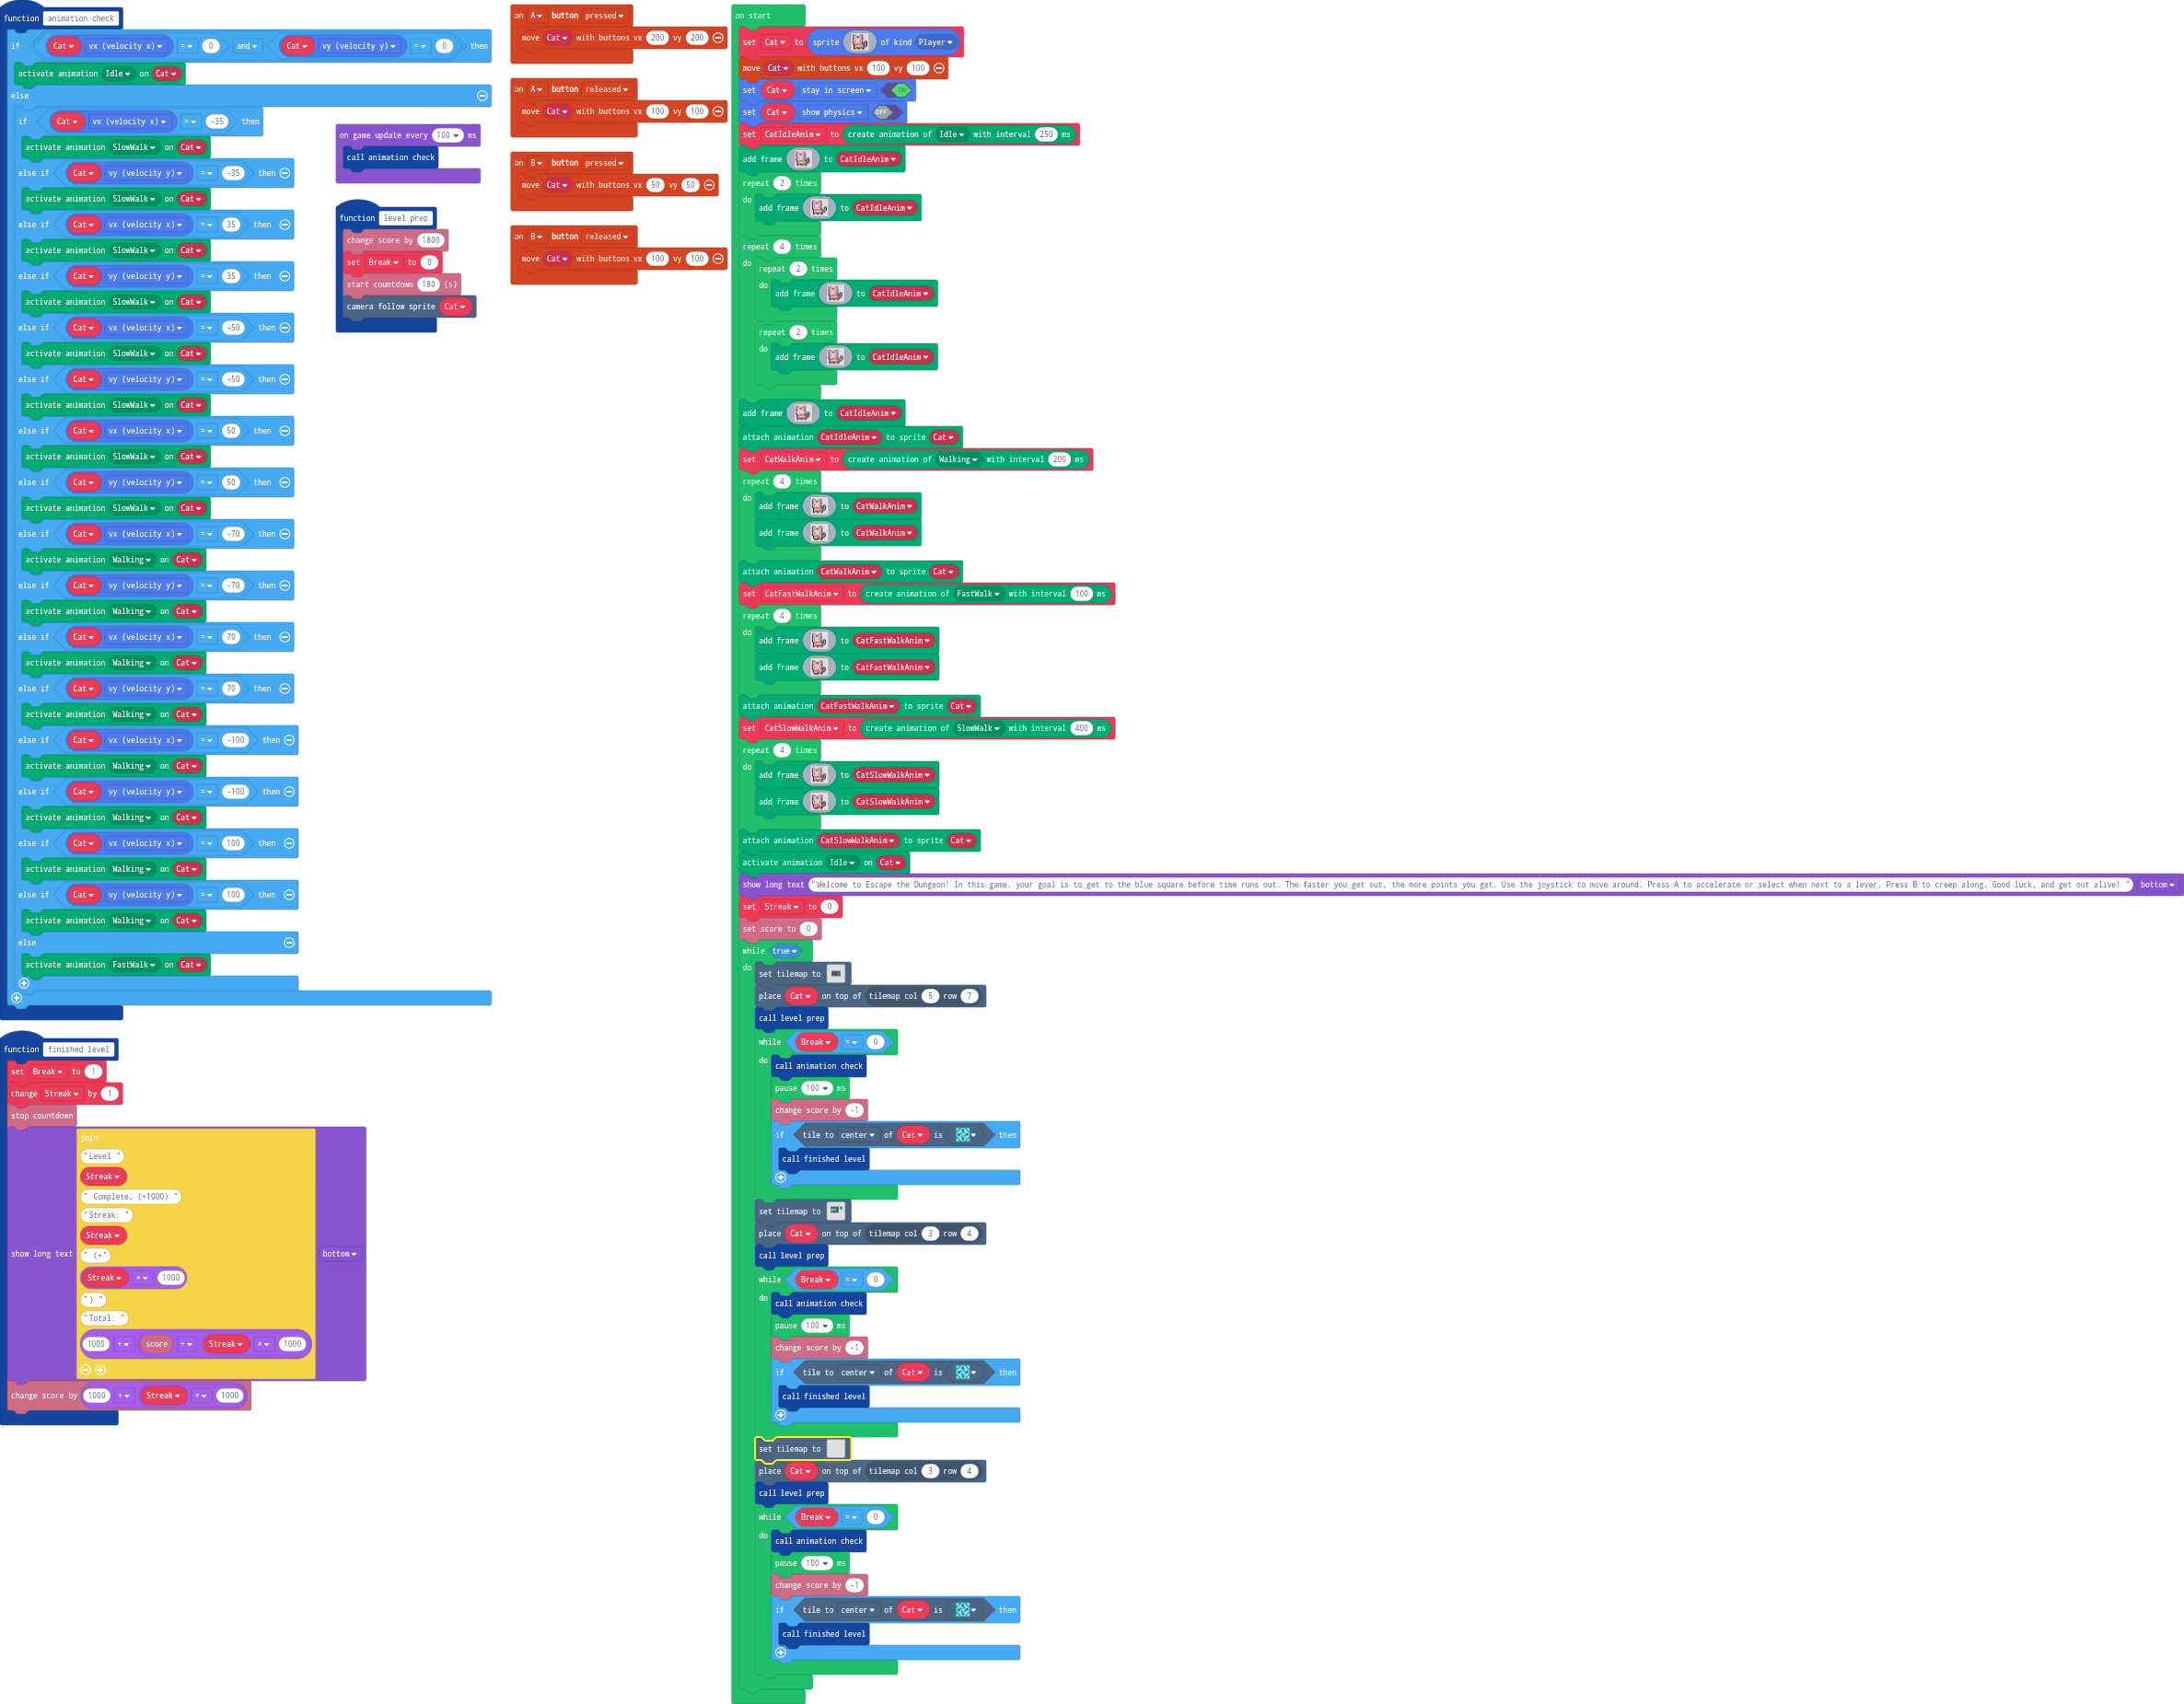 function animation check
if Cat vx (velocity x) = 0 and Cat vy (velocity y) = 0 then
activate animation Idle on Cat
else
if Cat vx (velocity x) = -35 then
activate animation SlowWalk on Cat
else if Cat vy (velocity y) = -35 then
activate animation SlowWalk on Cat
else if Cat vx (velocity x) = 35 then
activate animation SlowWalk on Cat
else if Cat vy (velocity y) = 35 then
activate animation SlowWalk on Cat
else if Cat vx (velocity x) = -50 then
activate animation SlowWalk on Cat
else if Cat vy (velocity y) = -50 then
activate animation SlowWalk on Cat
else if Cat vx (velocity x) = 50 then
activate animation SlowWalk on Cat
else if Cat vy (velocity y) = 50 then
activate animation SlowWalk on Cat
else if Cat vx (velocity x) = -70 then
activate animation Walking on Cat
else if Cat vy (velocity y) = -70 then
activate animation Walking on Cat
else if Cat vx (velocity x) = 70 then
activate animation Walking on Cat
else if Cat vy (velocity y) = 70 then
activate animation Walking on Cat
else if Cat vx (velocity x) = -100 then
activate animation Walking on Cat
else if Cat vy (velocity y) = -100 then
activate animation Walking on Cat
else if Cat vx (velocity x) = 100 then
activate animation Walking on Cat
else if Cat vy (velocity y) = 100 then
activate animation Walking on Cat
else
activate animation FastWalk on Cat
function finished level
set Break to 1
change Streak by 1
stop countdown
show long text
join
"Level "
Streak
" Complete. (+1000) "
"Streak: "
Streak
" (+"
Streak × 1000
") "
"Total: "
1000 + score + Streak × 1000
bottom
change score by 1000 + Streak × 1000
on game update every 100 ms
call animation check
function level prep
change score by 1800
set Break to 0
start countdown 180 (s)
camera follow sprite Cat
on A button pressed
move Cat with buttons vx 200 vy 200
on A button released
move Cat with buttons vx 100 vy 100
on B button pressed
move Cat with buttons vx 50 vy 50
on B button released
move Cat with buttons vx 100 vy 100
on start
set Cat to sprite of kind Player
move Cat with buttons vx 100 vy 100
set Cat stay in screen ON
set Cat show physics OFF
set CatIdleAnim to create animation of Idle with interval 250 ms
add frame to CatIdleAnim
repeat 2 times
do
add frame to CatIdleAnim
repeat 4 times
do
repeat 2 times
do
add frame to CatIdleAnim
repeat 2 times
do
add frame to CatIdleAnim
add frame to CatIdleAnim
attach animation CatIdleAnim to sprite Cat
set CatWalkAnim to create animation of Walking with interval 200 ms
repeat 4 times
do
add frame to CatWalkAnim
add frame to CatWalkAnim
attach animation CatWalkAnim to sprite Cat
set CatFastWalkAnim to create animation of FastWalk with interval 100 ms
repeat 4 times
do
add frame to CatFastWalkAnim
add frame to CatFastWalkAnim
attach animation CatFastWalkAnim to sprite Cat
set CatSlowWalkAnim to create animation of SlowWalk with interval 400 ms
repeat 4 times
do
add frame to CatSlowWalkAnim
add frame to CatSlowWalkAnim
attach animation CatSlowWalkAnim to sprite Cat
activate animation Idle on Cat
show long text "Welcome to Escape the Dungeon! In this game, your goal is to get to the blue square before time runs out. The faster you get out, the more points you get. Use the joystick to move around. Press A to accelerate or select when next to a lever. Press B to creep along. Good luck, and get out alive! " bottom
set Streak to 0
set score to 0
while true
do
set tilemap to
place Cat on top of tilemap col 5 row 7
call level prep
while Break = 0
do
call animation check
pause 100 ms
change score by -1
if tile to center of Cat is then
call finished level
set tilemap to
place Cat on top of tilemap col 3 row 4
call level prep
while Break = 0
do
call animation check
pause 100 ms
change score by -1
if tile to center of Cat is then
call finished level
set tilemap to
place Cat on top of tilemap col 3 row 4
call level prep
while Break = 0
do
call animation check
pause 100 ms
change score by -1
if tile to center of Cat is then
call finished level